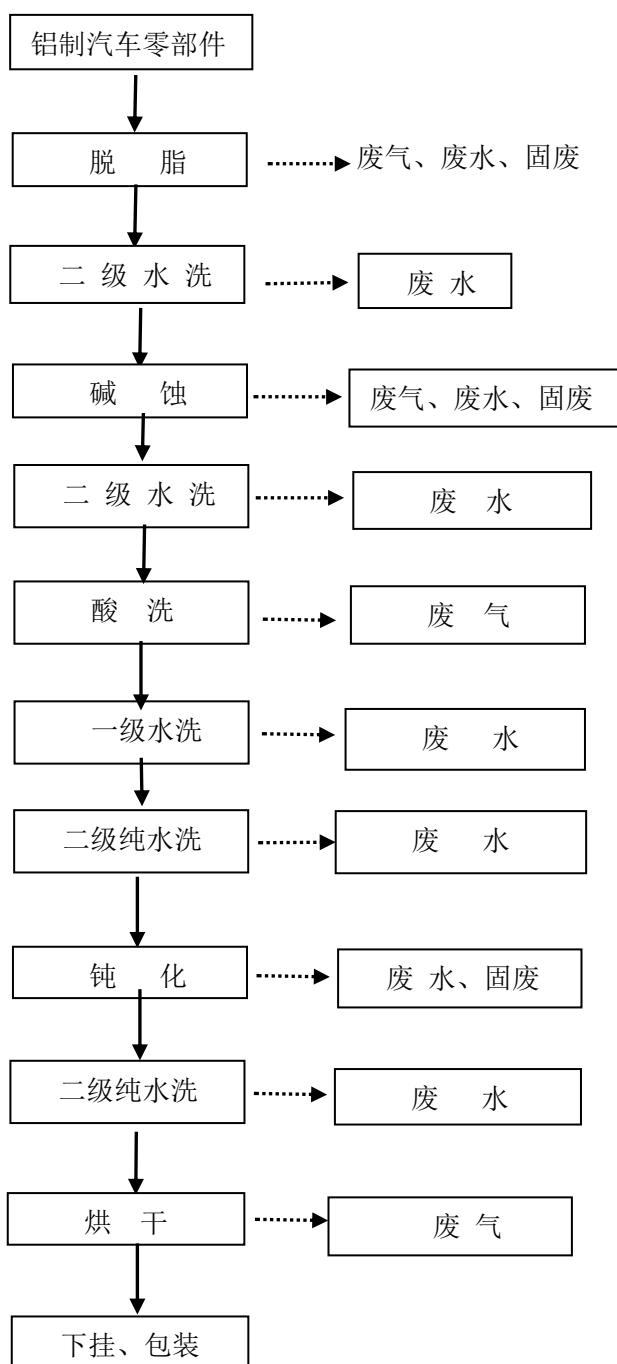 铝制汽车零部件
脱 脂
废气、废水、固废
二 级 水 洗
废 水
碱 蚀
废气、废水、固废
二 级 水 洗
废 水
酸 洗
废 气
一级水洗
废 水
二级纯水洗
废 水
钝 化
废 水、固废
二级纯水洗
废 水
烘 干
废 气
下挂、包装